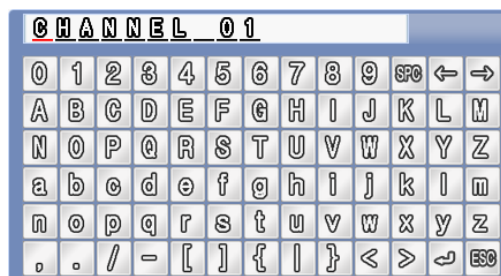 CHANNEL_01
0 1 2 3 4 5 6 7 8 9 SPC ← →
A B C D E F G H I J K L M
N O P Q R S T U V W X Y Z
a b c d e f g h i j k l m
n o p q r s t u v w x y z
, . / - [ ] { | } < > ↵ ESC